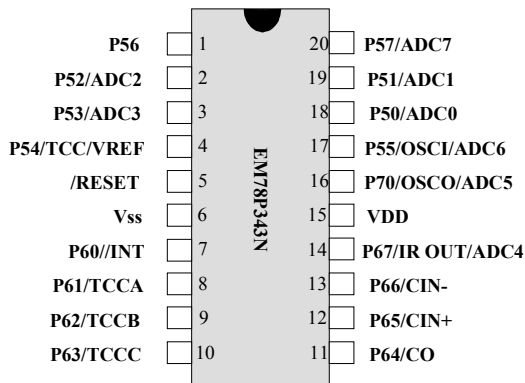 P56 1 20 P57/ADC7
P52/ADC2 2 19 P51/ADC1
P53/ADC3 3 18 P50/ADC0
P54/TCC/VREF 4 17 P55/OSCI/ADC6
/RESET 5 16 P70/OSCO/ADC5
Vss 6 15 VDD
P60//INT 7 14 P67/IR OUT/ADC4
P61/TCCA 8 13 P66/CIN-
P62/TCCB 9 12 P65/CIN+
P63/TCCC 10 11 P64/CO
EM78P343N